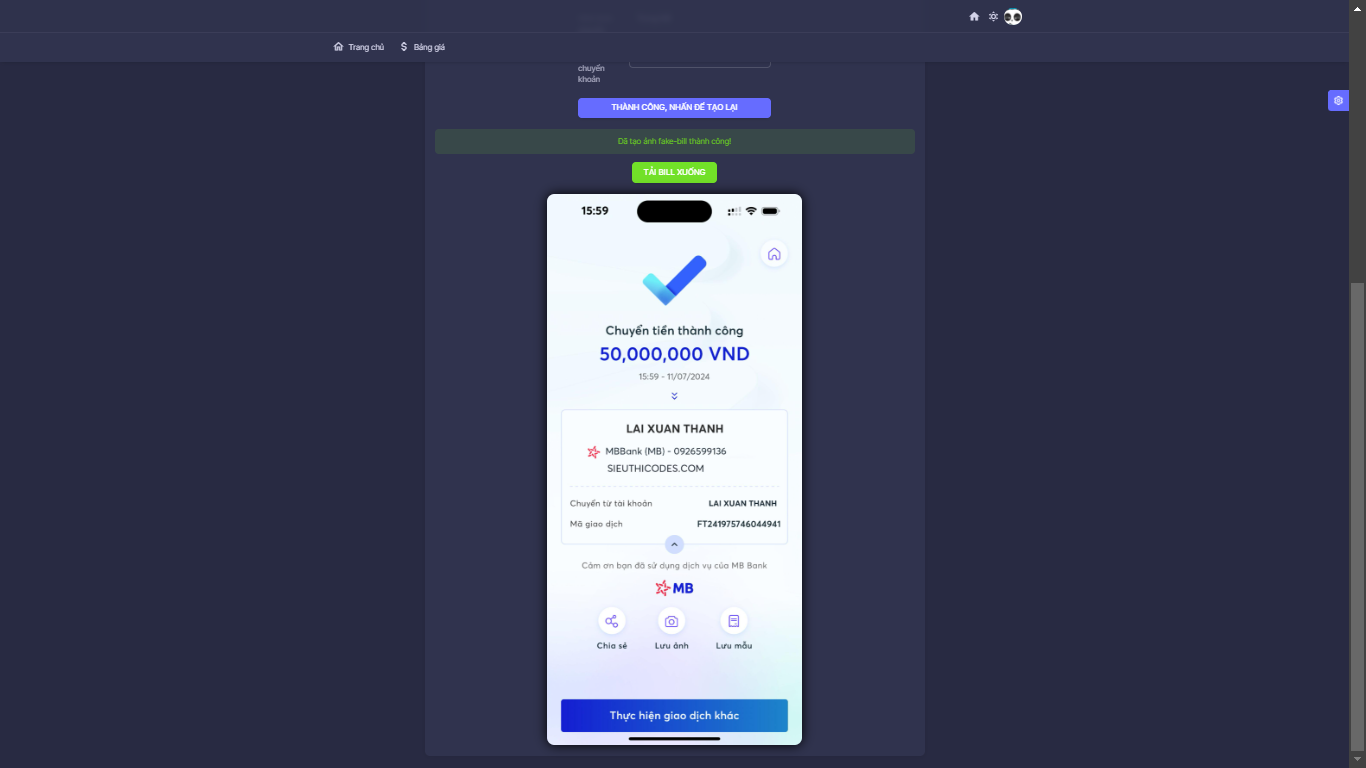 Trang chủ
Bảng giá
chuyển
khoản
THÀNH CÔNG, NHẤN ĐỂ TẠO LẠI
Đã tạo ảnh fake-bill thành công!
TẢI BILL XUỐNG
15:59
Chuyển tiền thành công
50,000,000 VND
15:59 - 11/07/2024
LAI XUAN THANH
MBBank (MB) - 0926599136
SIEUTHICODES.COM
Chuyển từ tài khoản LAI XUAN THANH
Mã giao dịch FT241975746044941
Cảm ơn bạn đã sử dụng dịch vụ của MB Bank
MB
Chia sẻ Lưu ảnh Lưu mẫu
Thực hiện giao dịch khác